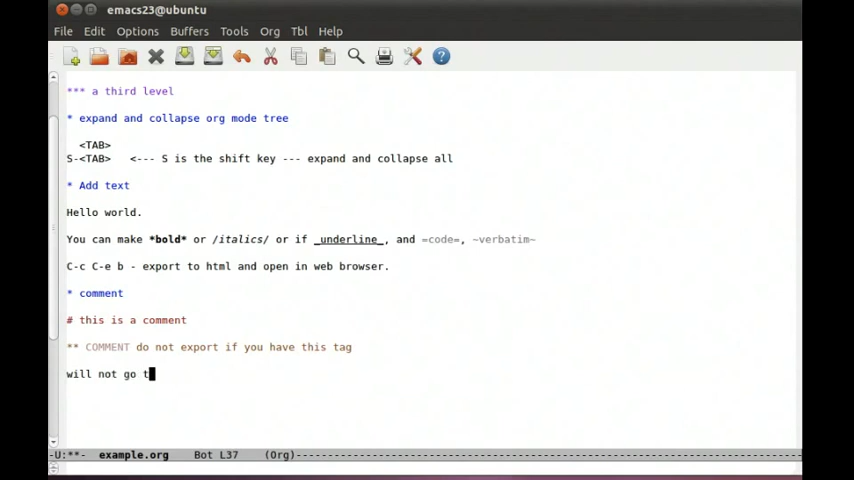 emacs23@ubuntu
File Edit Options Buffers Tools Org Tbl Help
*** a third level
* expand and collapse org mode tree
<TAB>
S-<TAB> <--- S is the shift key --- expand and collapse all
* Add text
Hello world.
You can make *bold* or /italics/ or if _underline_, and =code=, ~verbatim~
C-c C-e b - export to html and open in web browser.
* comment
# this is a comment
** COMMENT do not export if you have this tag
will not go t
-U:**- example.org Bot L37 (Org)----------------------------------------------------------------